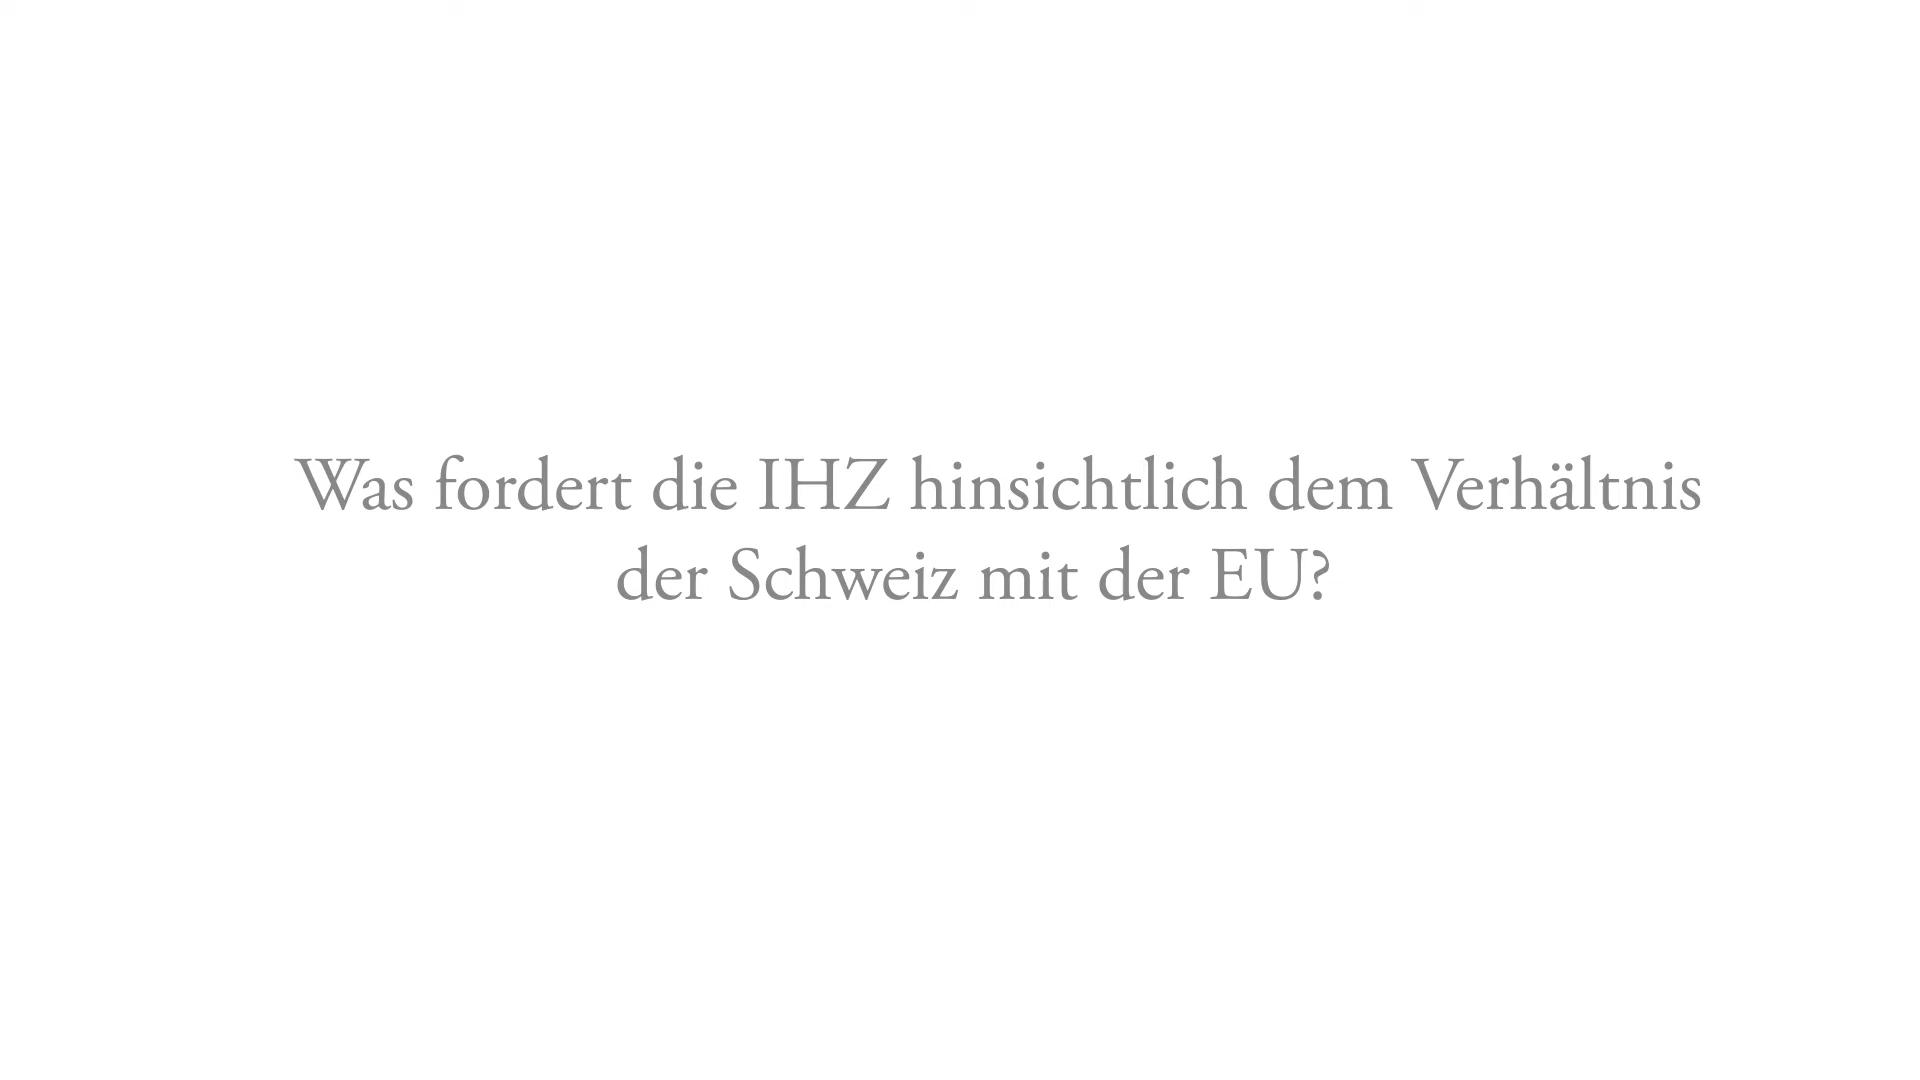 Was fordert die IHZ hinsichtlich dem Verhältnis
der Schweiz mit der EU?